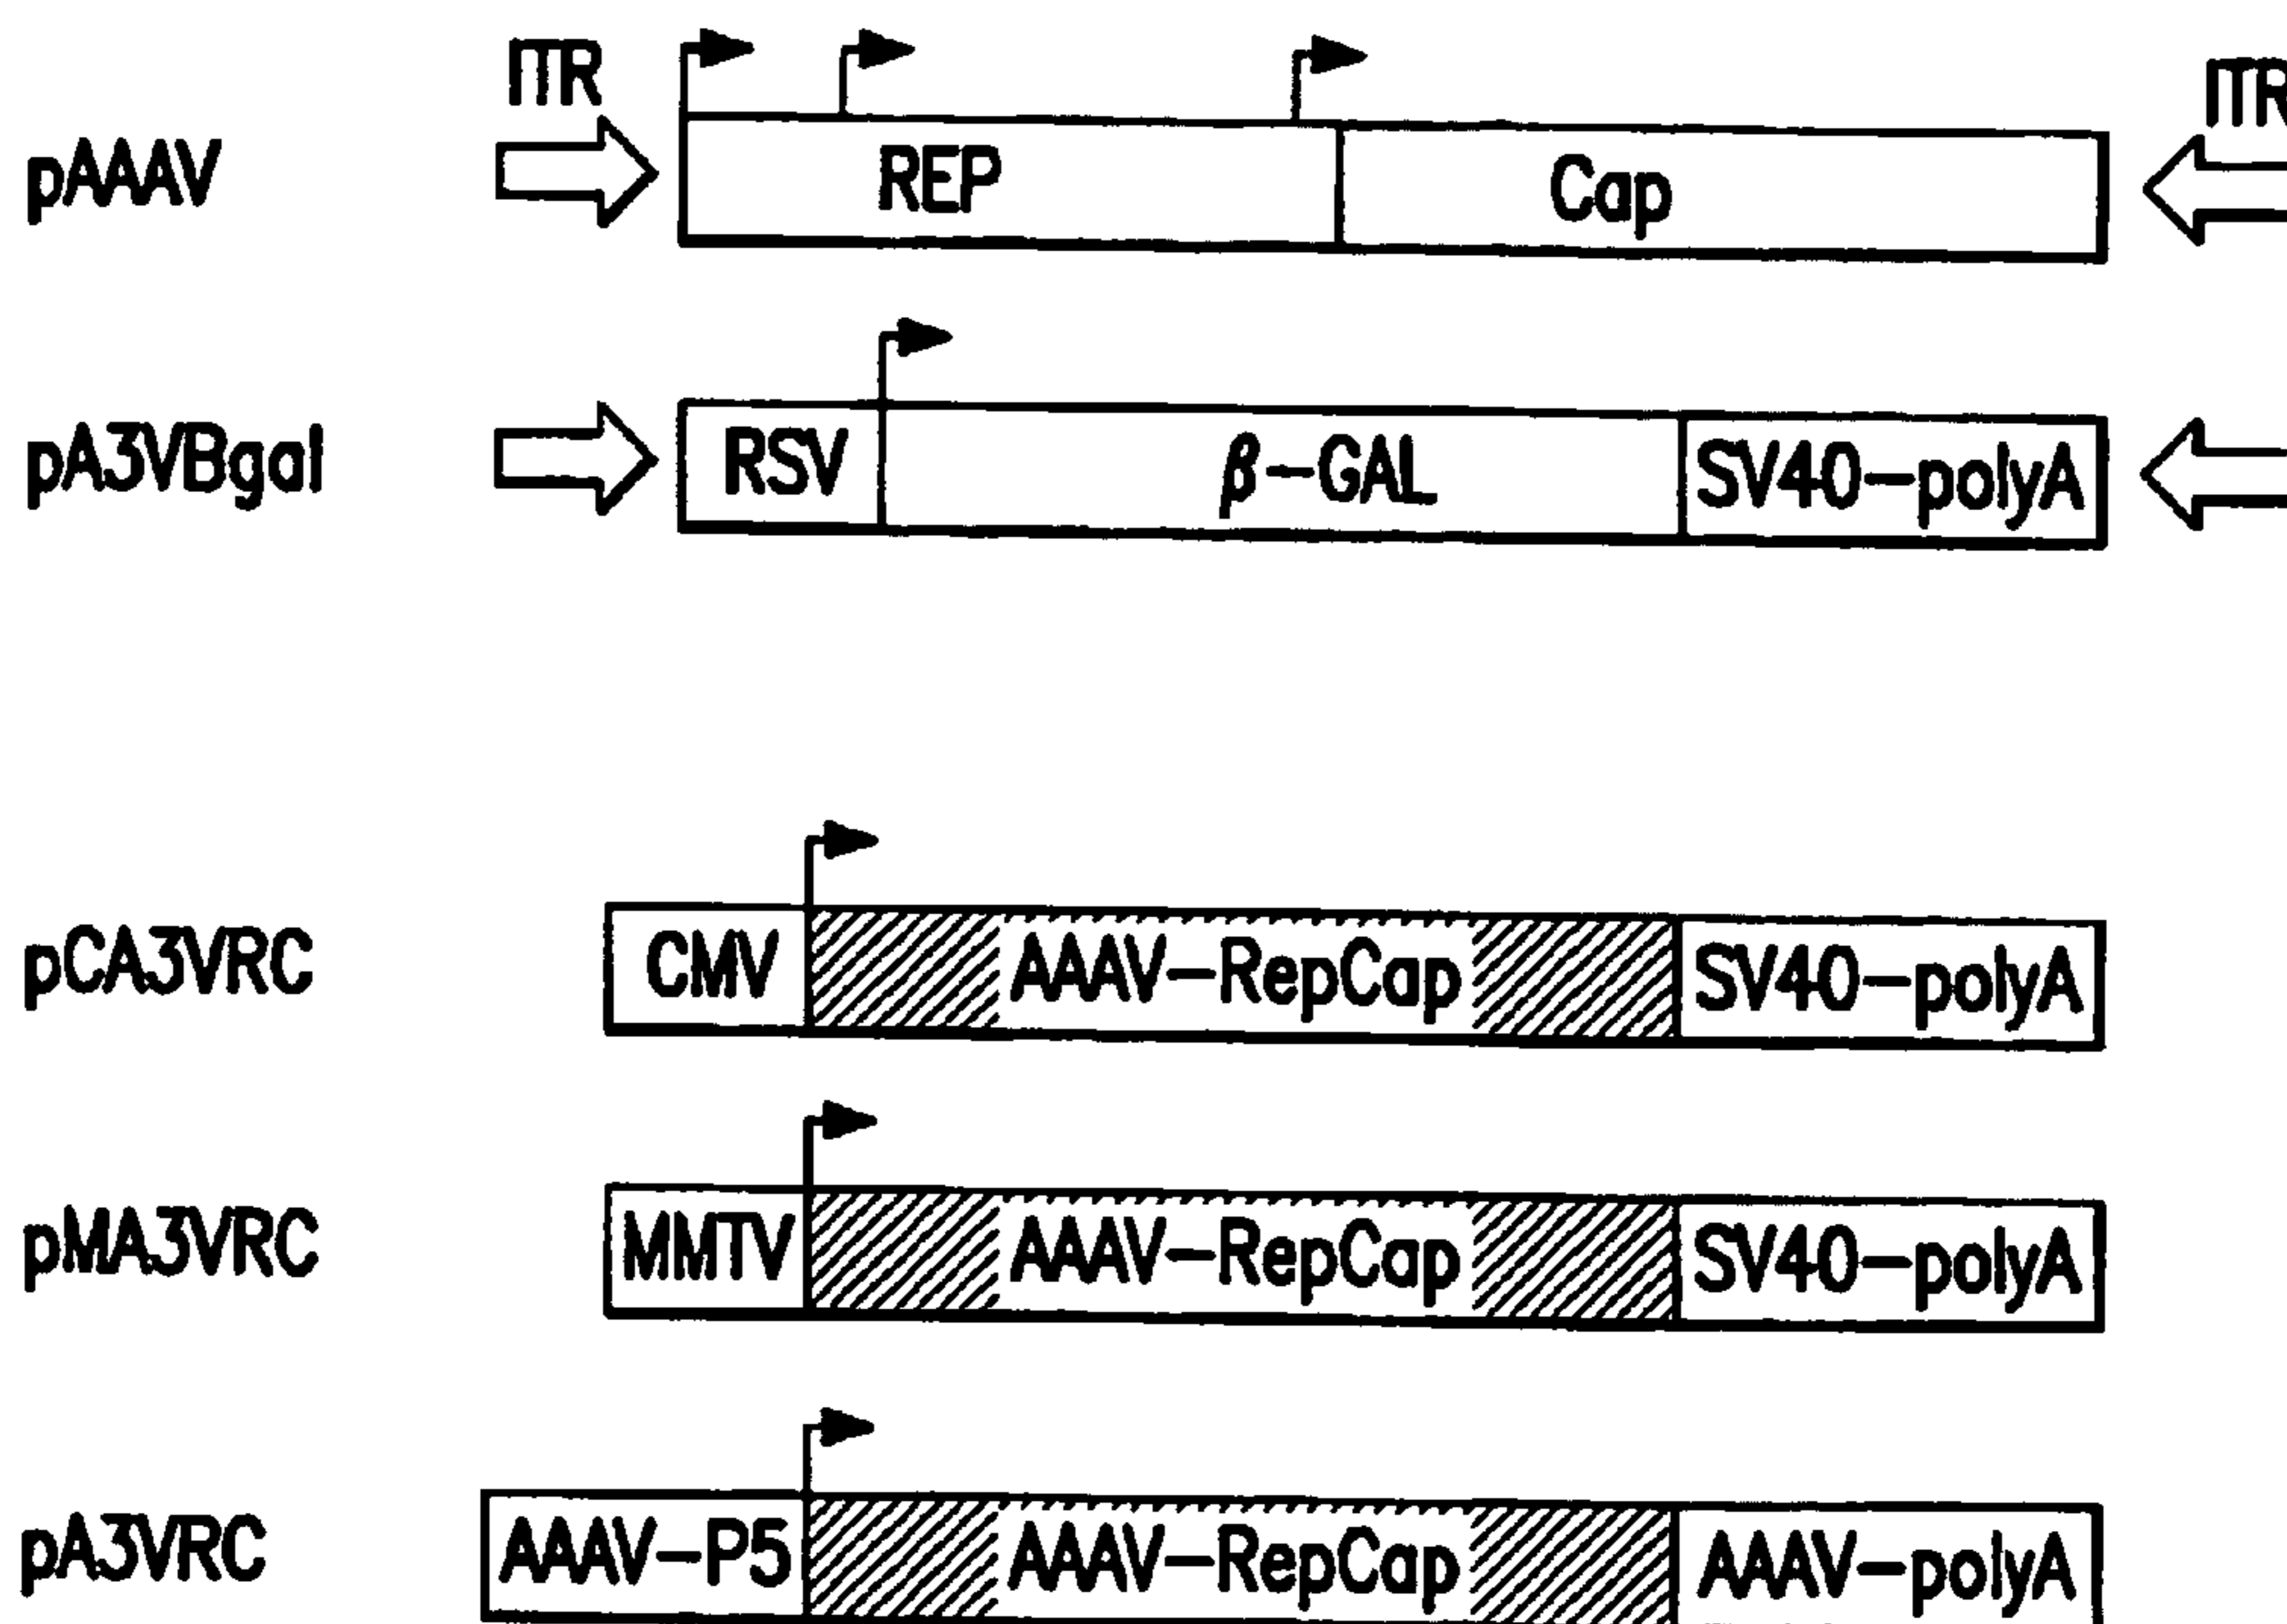 ITR ITR
pAAAV REP Cap
pA3VBgal RSV β-GAL SV40-polyA
pCA3VRC CMV AAAV-RepCap SV40-polyA
pMA3VRC MMTV AAAV-RepCap SV40-polyA
pA3VRC AAAV-P5 AAAV-RepCap AAAV-polyA